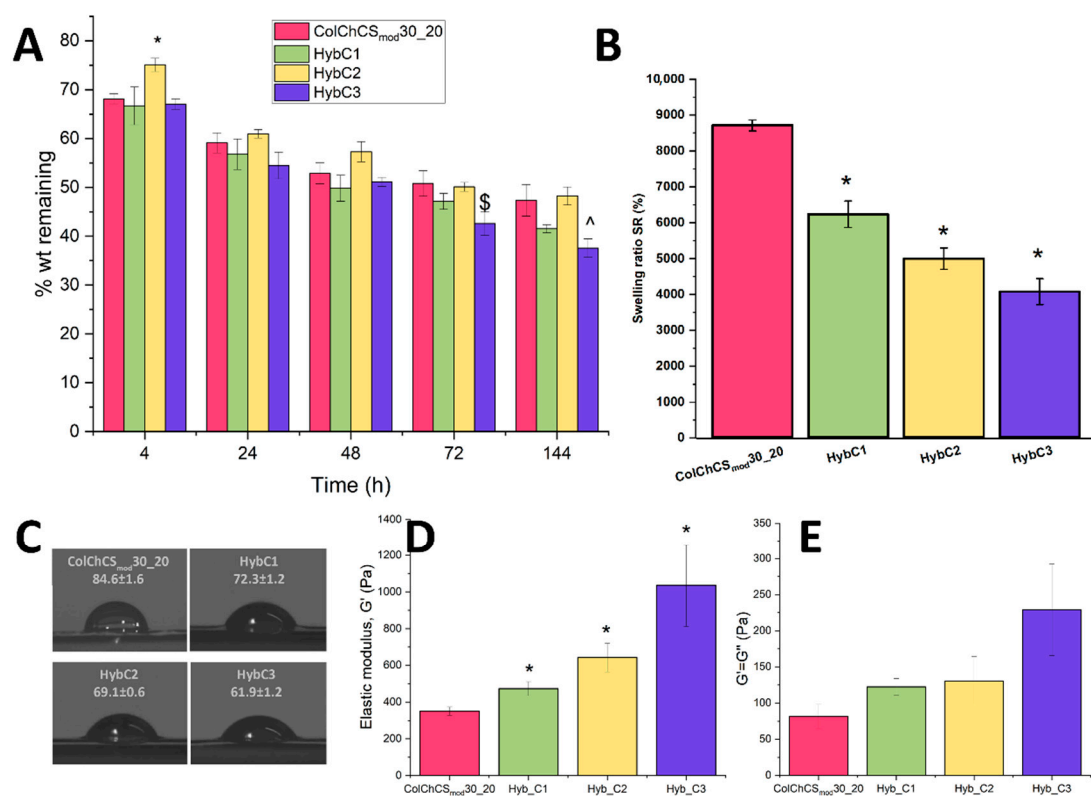 A
*
$
^
ColChCSmod30_20
HybC1
HybC2
HybC3
% wt remaining
80
70
60
50
40
30
20
10
0
4
24
48
72
144
Time (h)
B
Swelling ratio SR (%)
10,000
9000
8000
7000
6000
5000
4000
3000
2000
1000
0
*
*
*
ColChCSmod30_20
HybC1
HybC2
HybC3
C
ColChCSmod30_20
84.6±1.6
HybC1
72.3±1.2
HybC2
69.1±0.6
HybC3
61.9±1.2
D
Elastic modulus, G' (Pa)
1400
1200
1000
800
600
400
200
0
*
*
*
ColChCSmod30_20
Hyb_C1
Hyb_C2
Hyb_C3
E
G'=G" (Pa)
350
300
250
200
150
100
50
0
ColChCSmod30_20
Hyb_C1
Hyb_C2
Hyb_C3